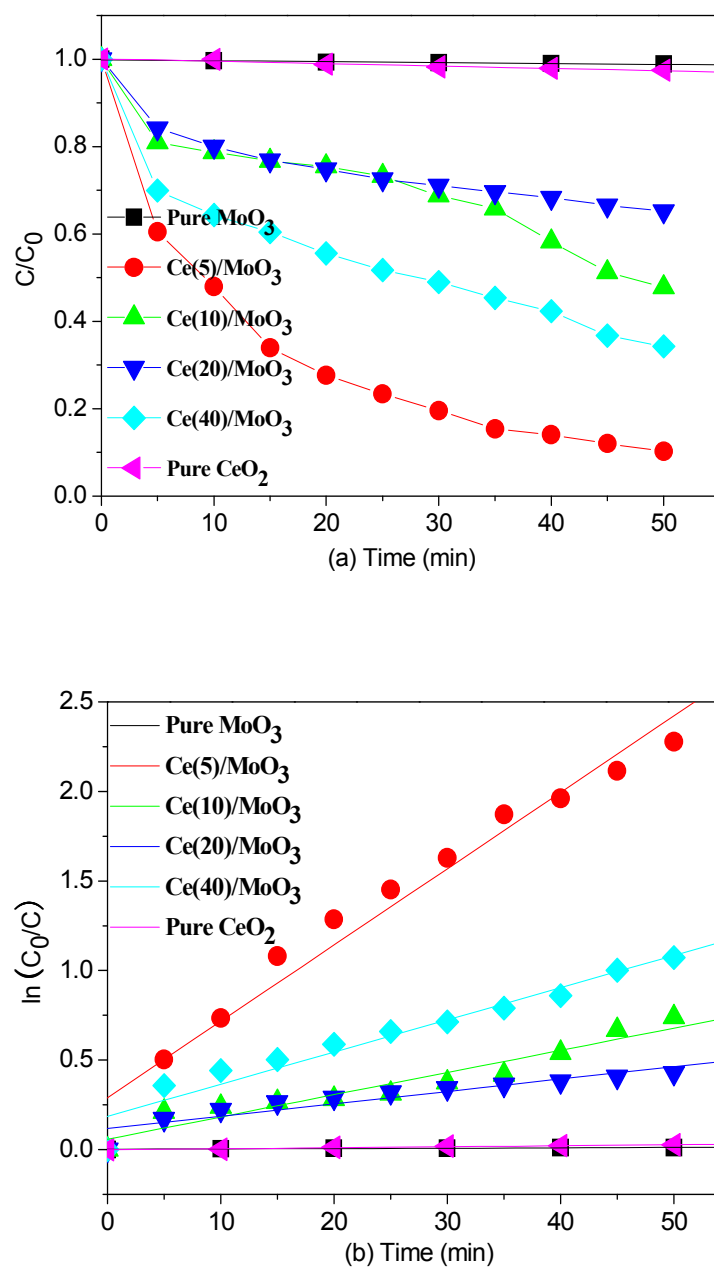 1.0
0.8
0.6
0.4
0.2
0.0
C/C0
Pure MoO3
Ce(5)/MoO3
Ce(10)/MoO3
Ce(20)/MoO3
Ce(40)/MoO3
Pure CeO2
0 10 20 30 40 50
(a) Time (min)
2.5
2.0
1.5
1.0
0.5
0.0
ln (C0/C)
Pure MoO3
Ce(5)/MoO3
Ce(10)/MoO3
Ce(20)/MoO3
Ce(40)/MoO3
Pure CeO2
0 10 20 30 40 50
(b) Time (min)